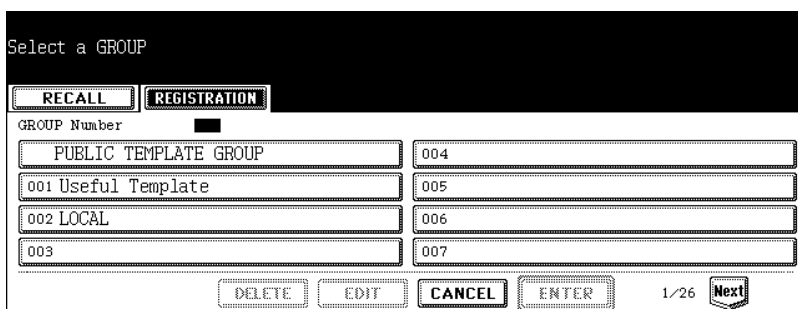 Select a GROUP
RECALL REGISTRATION
GROUP Number
PUBLIC TEMPLATE GROUP 004
001 Useful Template 005
002 LOCAL 006
003 007
DELETE EDIT CANCEL ENTER 1/26 Next